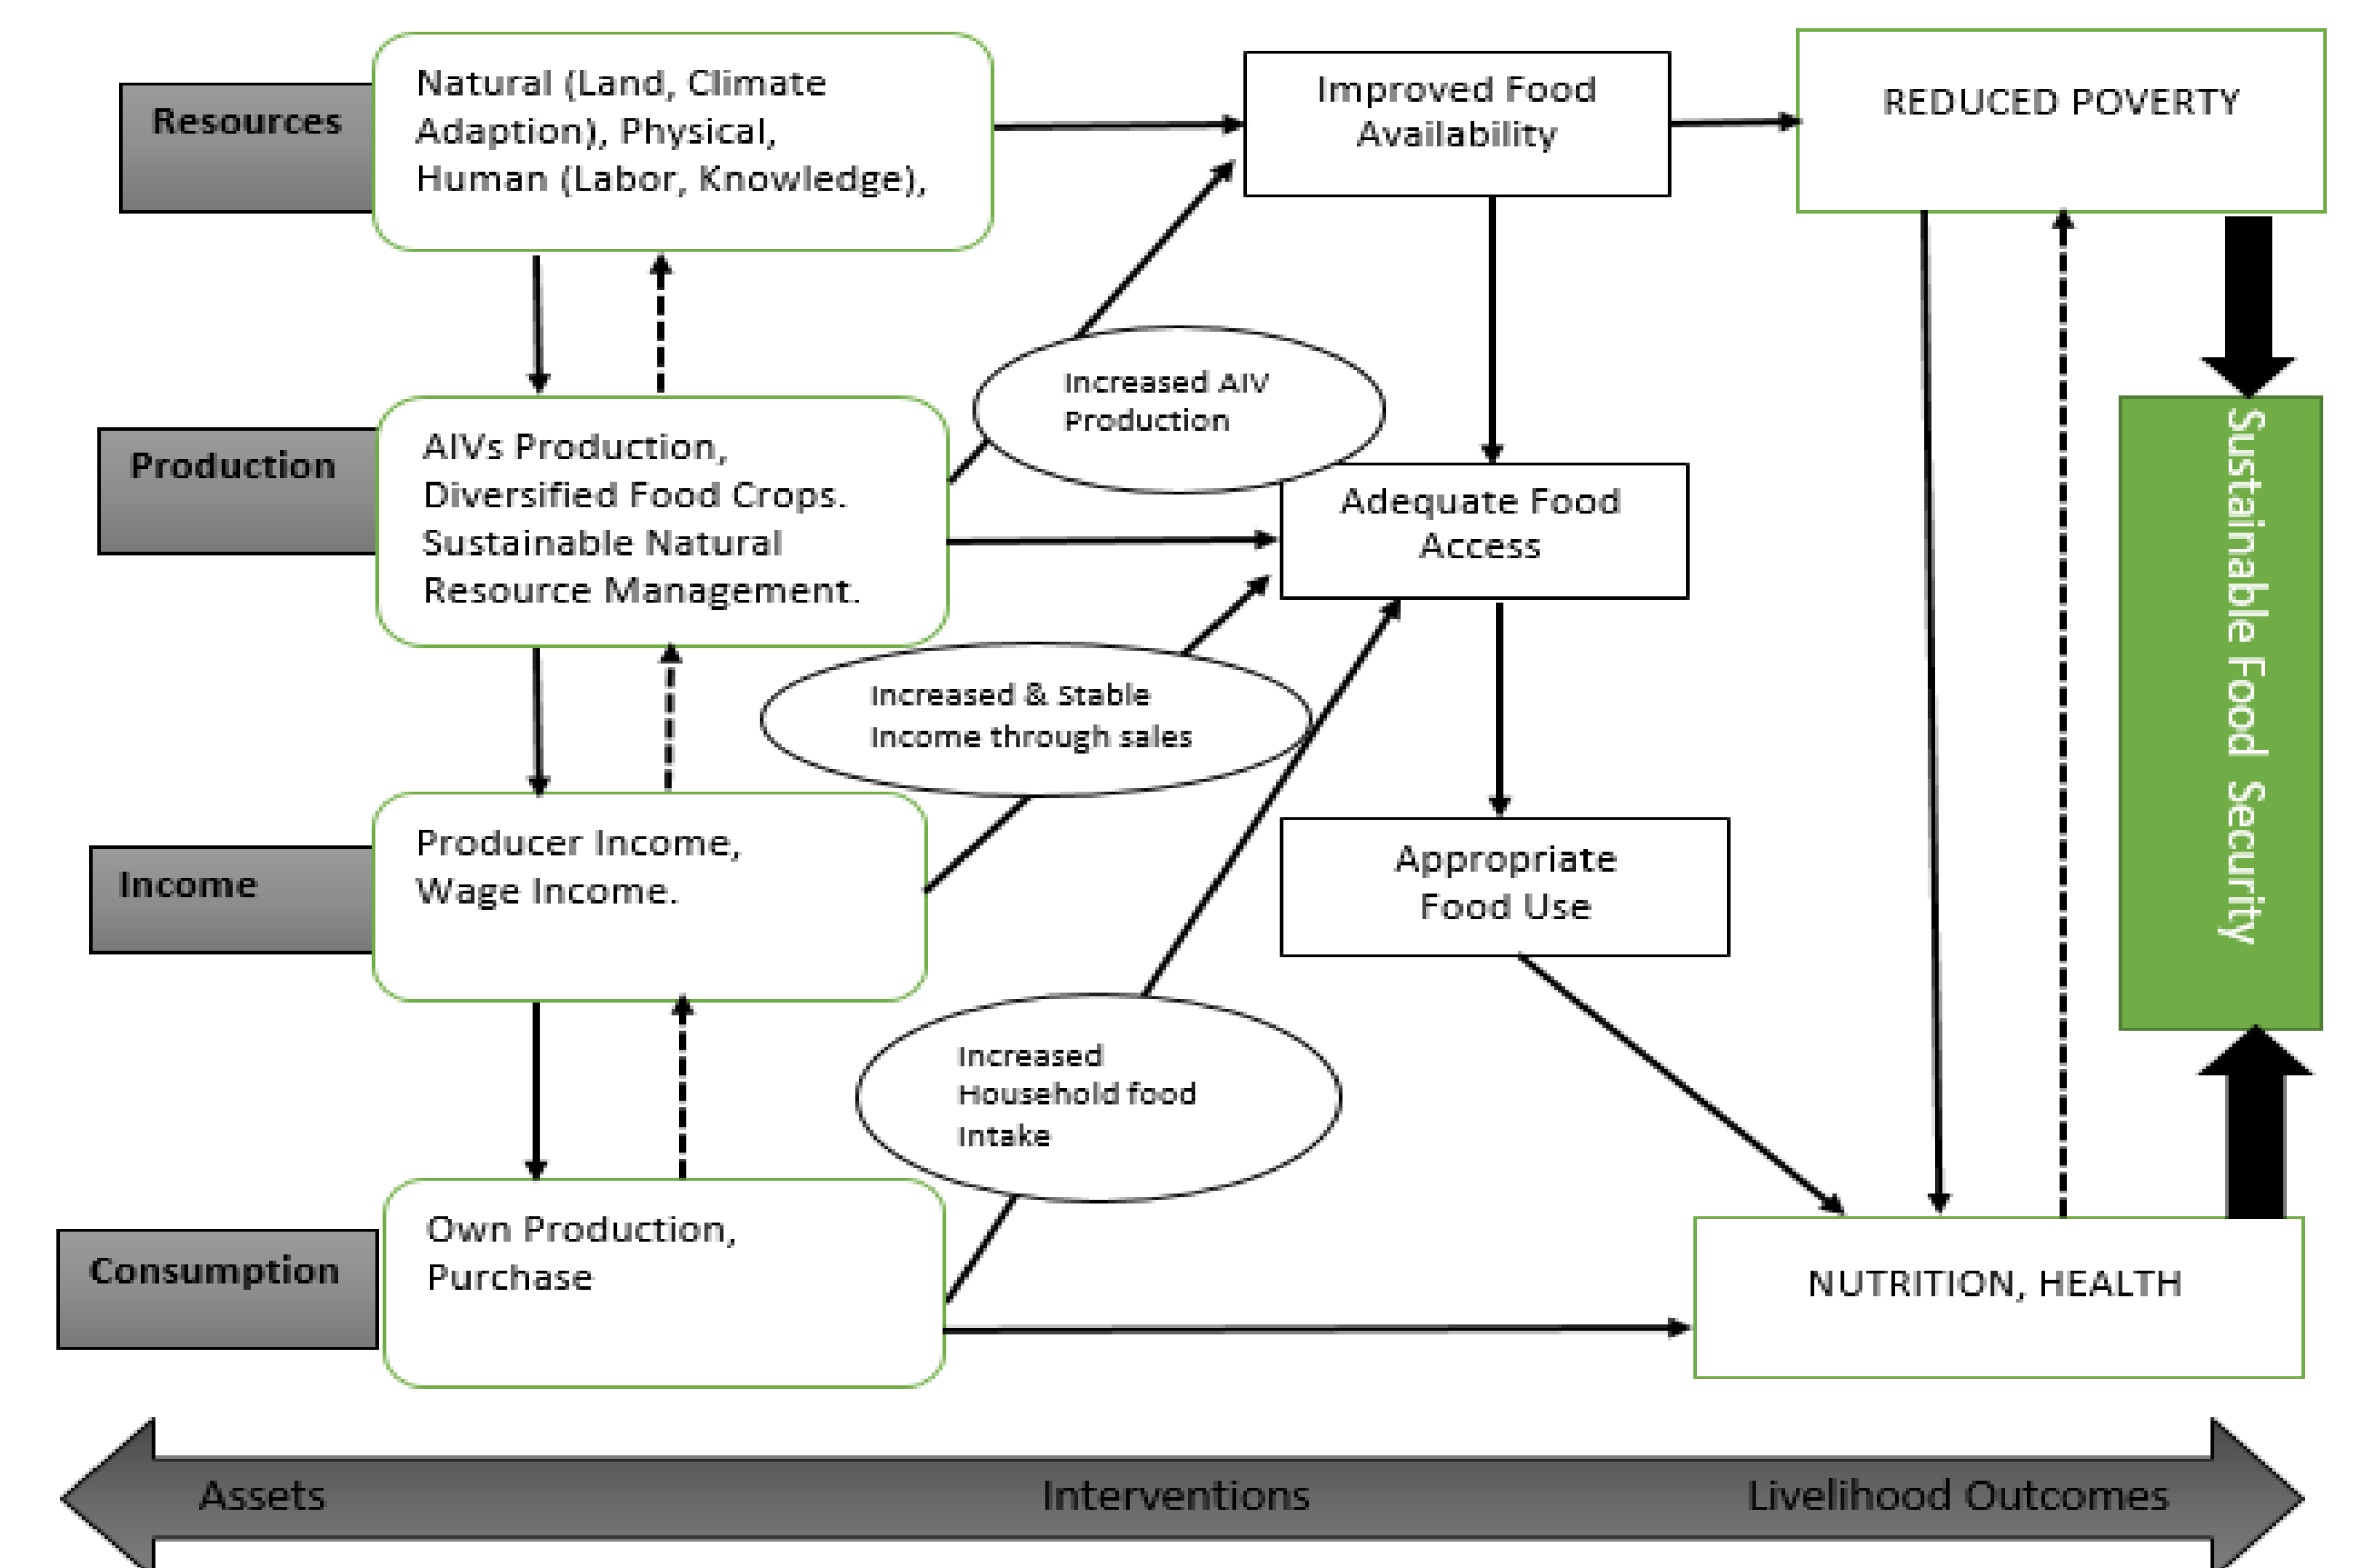 Resources
Natural (Land, Climate
Adaption), Physical,
Human (Labor, Knowledge),
Improved Food
Availability
REDUCED POVERTY
Increased AIV
Production
Production
AIVs Production,
Diversified Food Crops.
Sustainable Natural
Resource Management.
Adequate Food
Access
Sustainable Food Security
Increased & Stable
Income through sales
Income
Producer Income,
Wage Income.
Appropriate
Food Use
Increased
Household food
Intake
Consumption
Own Production,
Purchase
NUTRITION, HEALTH
Assets
Interventions
Livelihood Outcomes